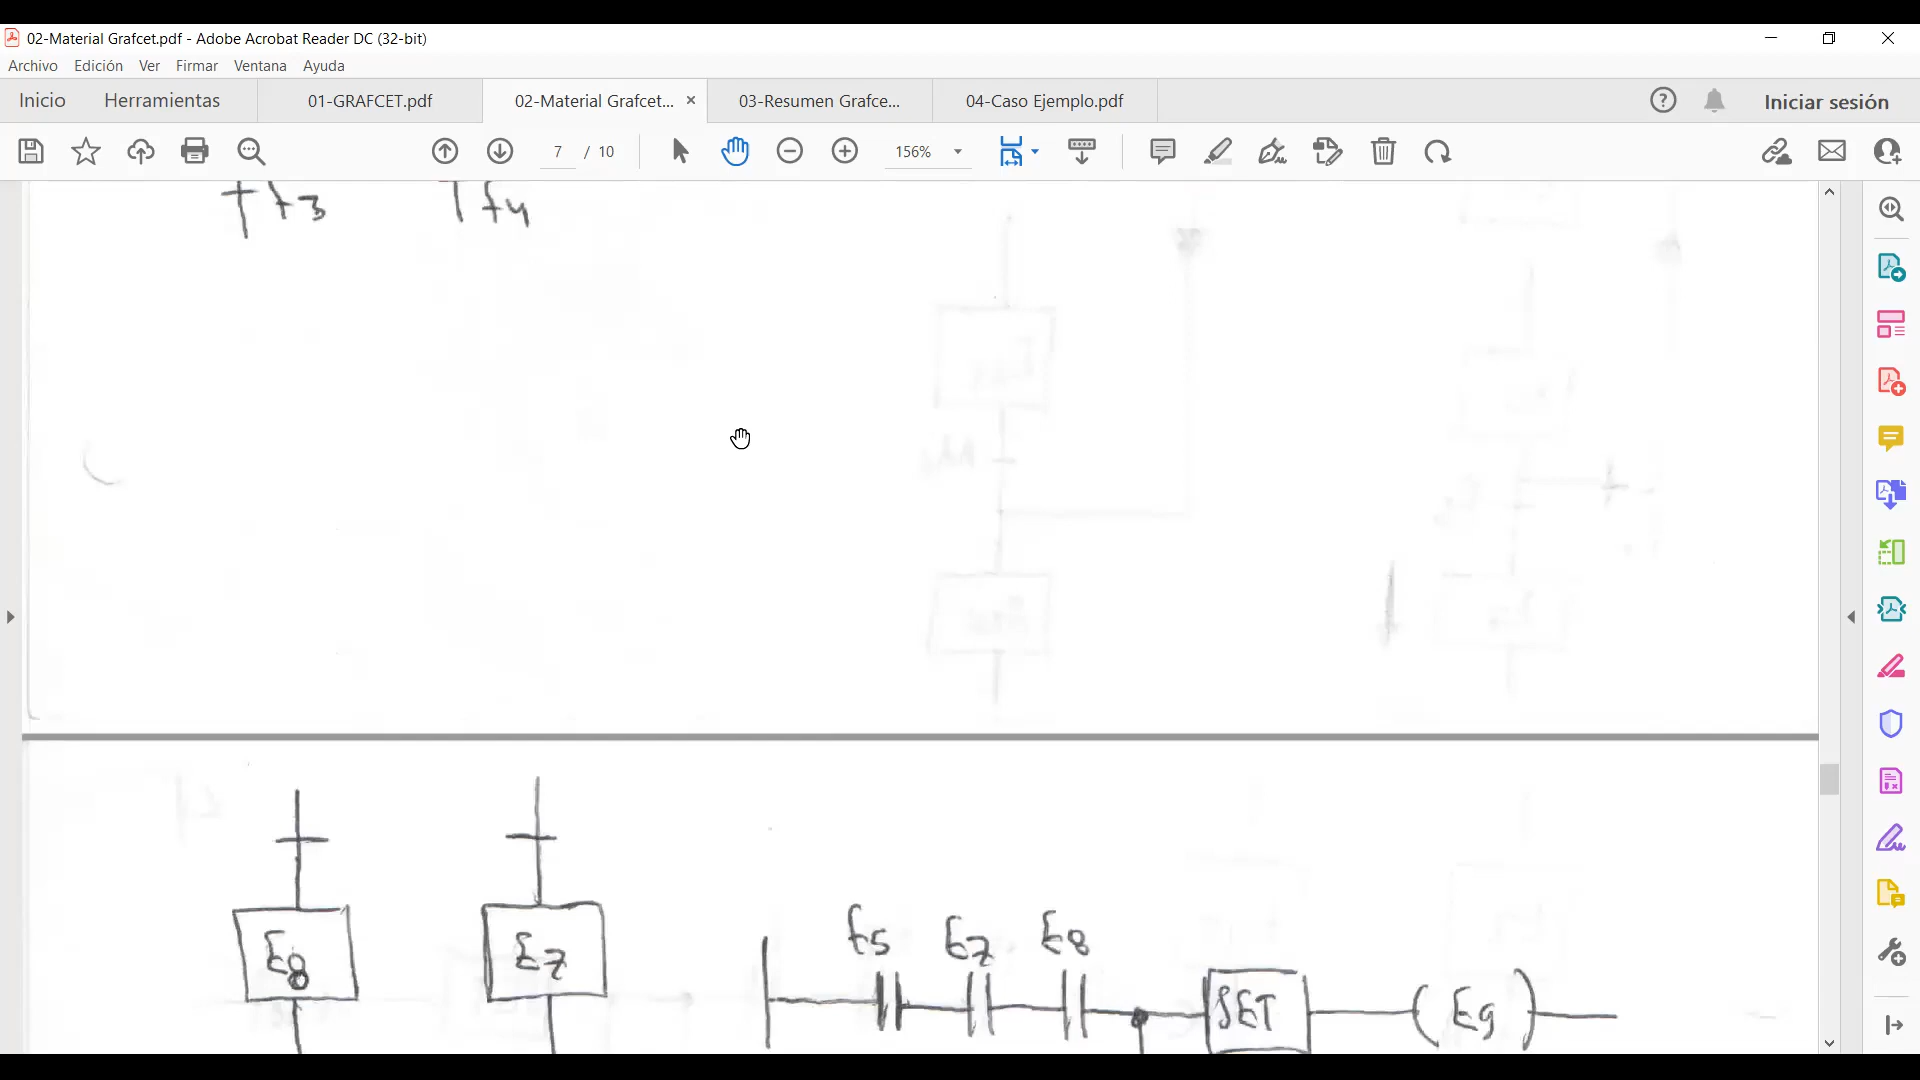 02-Material Grafcet.pdf - Adobe Acrobat Reader DC (32-bit)
Archivo Edición Ver Firmar Ventana Ayuda
Inicio Herramientas 01-GRAFCET.pdf 02-Material Grafcet... × 03-Resumen Grafce... 04-Caso Ejemplo.pdf Iniciar sesión
7 / 10 156%
f3 f4
E8 E7 E5 E7 E8
SET (E9)